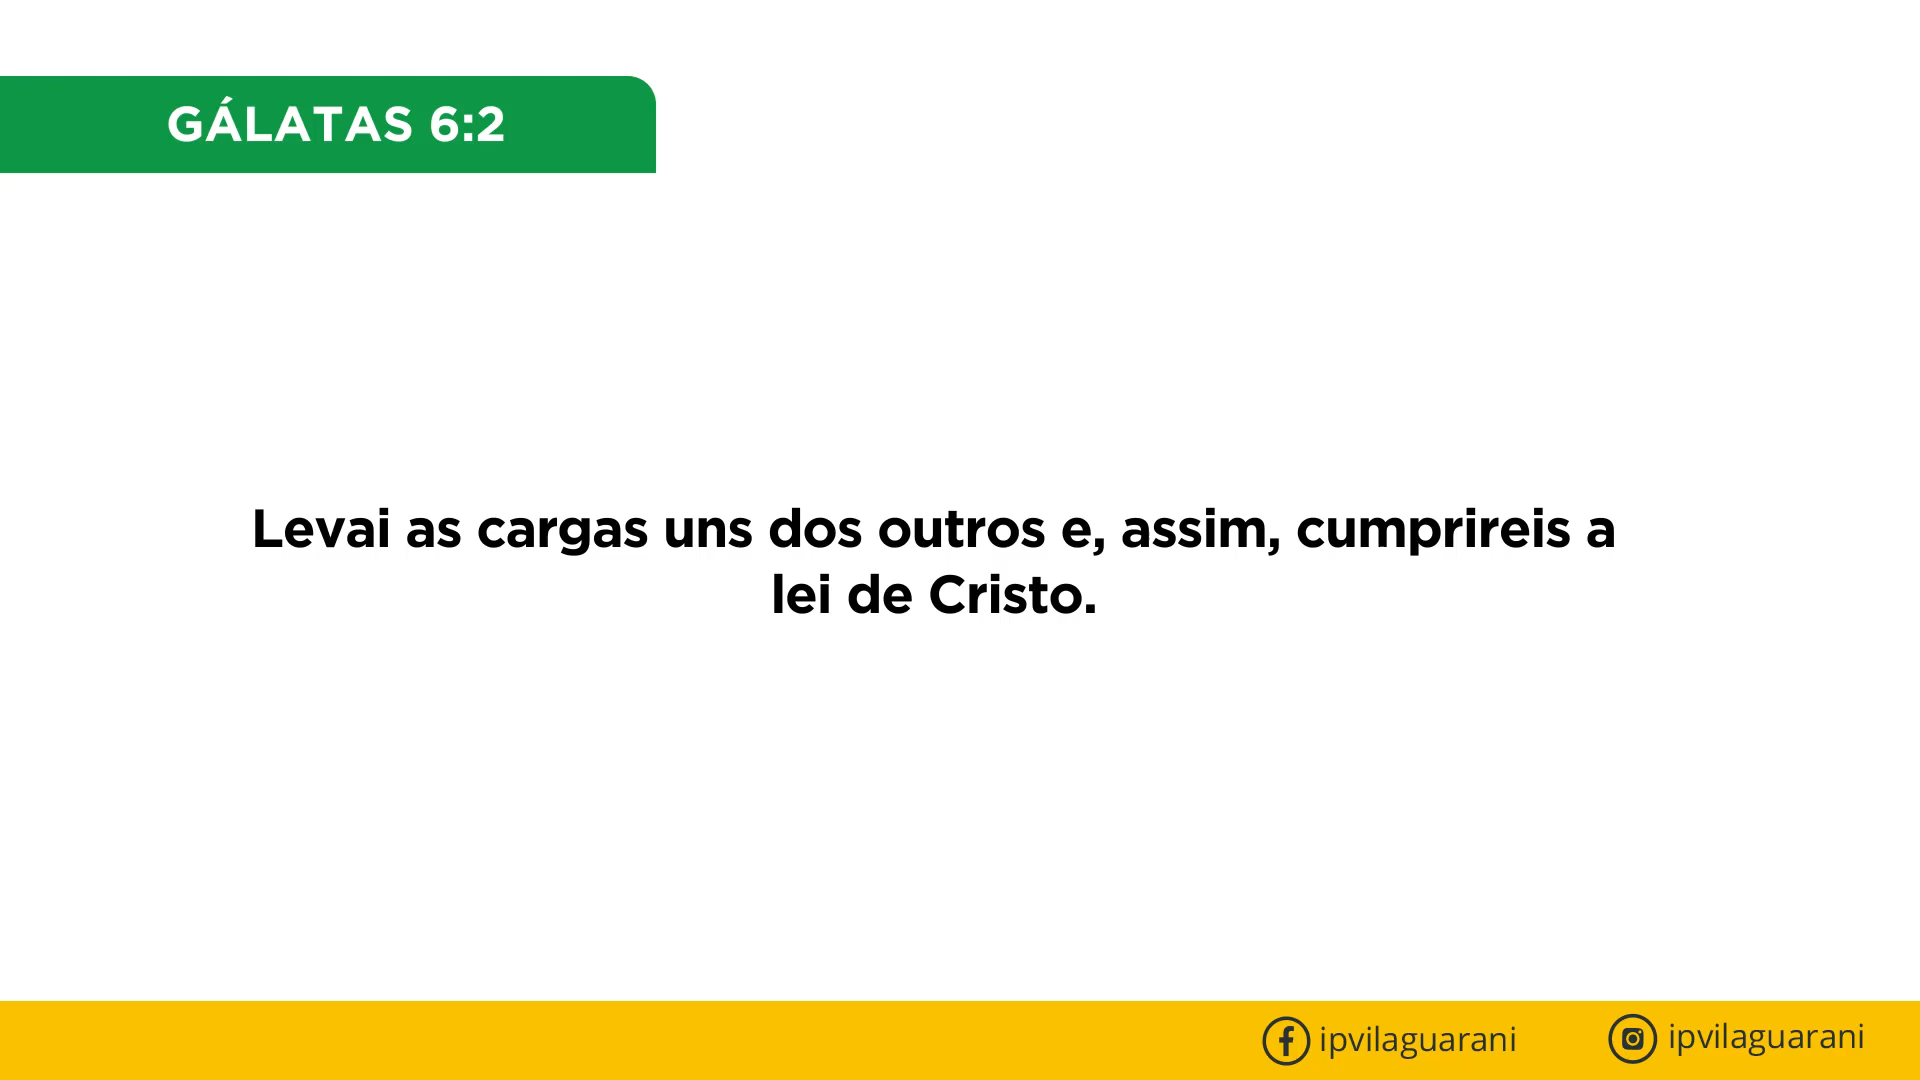 GÁLATAS 6:2
Levai as cargas uns dos outros e, assim, cumprireis a
lei de Cristo.
ipvilaguarani
ipvilaguarani